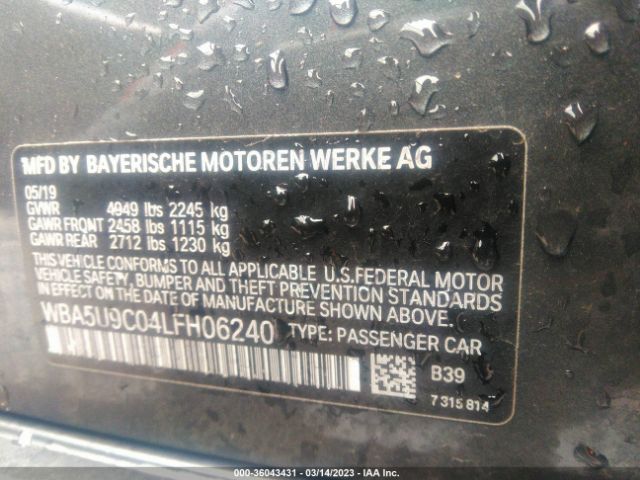 MFD BY BAYERISCHE MOTOREN WERKE AG
05/19
GVWR 4949 lbs 2245 kg
GAWR FRONT 2458 lbs 1115 kg
GAWR REAR 2712 lbs 1230 kg
THIS VEHICLE CONFORMS TO ALL APPLICABLE U.S.FEDERAL MOTOR
VEHICLE SAFETY, BUMPER AND THEFT PREVENTION STANDARDS
IN EFFECT ON THE DATE OF MANUFACTURE SHOWN ABOVE.
WBA5U9C04LFH06240 TYPE: PASSENGER CAR
B39
7 315 814
000-36043431 - 03/14/2023 - IAA Inc.